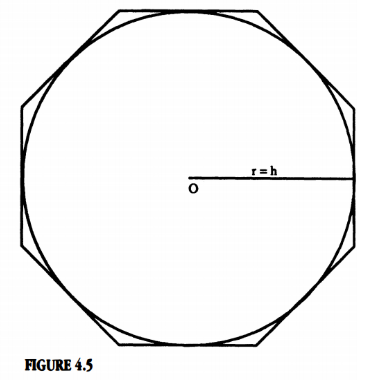 r = h
O
FIGURE 4.5